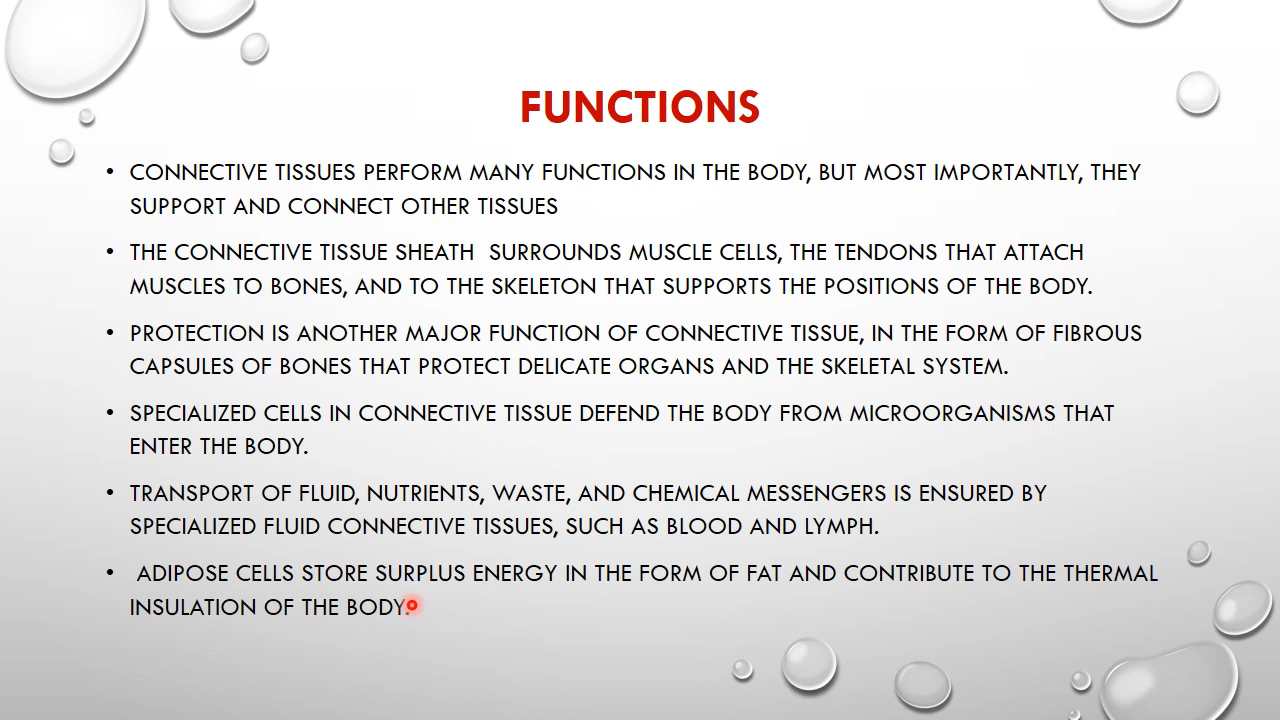 FUNCTIONS
• CONNECTIVE TISSUES PERFORM MANY FUNCTIONS IN THE BODY, BUT MOST IMPORTANTLY, THEY
SUPPORT AND CONNECT OTHER TISSUES
• THE CONNECTIVE TISSUE SHEATH  SURROUNDS MUSCLE CELLS, THE TENDONS THAT ATTACH
MUSCLES TO BONES, AND TO THE SKELETON THAT SUPPORTS THE POSITIONS OF THE BODY.
• PROTECTION IS ANOTHER MAJOR FUNCTION OF CONNECTIVE TISSUE, IN THE FORM OF FIBROUS
CAPSULES OF BONES THAT PROTECT DELICATE ORGANS AND THE SKELETAL SYSTEM.
• SPECIALIZED CELLS IN CONNECTIVE TISSUE DEFEND THE BODY FROM MICROORGANISMS THAT
ENTER THE BODY.
• TRANSPORT OF FLUID, NUTRIENTS, WASTE, AND CHEMICAL MESSENGERS IS ENSURED BY
SPECIALIZED FLUID CONNECTIVE TISSUES, SUCH AS BLOOD AND LYMPH.
• ADIPOSE CELLS STORE SURPLUS ENERGY IN THE FORM OF FAT AND CONTRIBUTE TO THE THERMAL
INSULATION OF THE BODY.